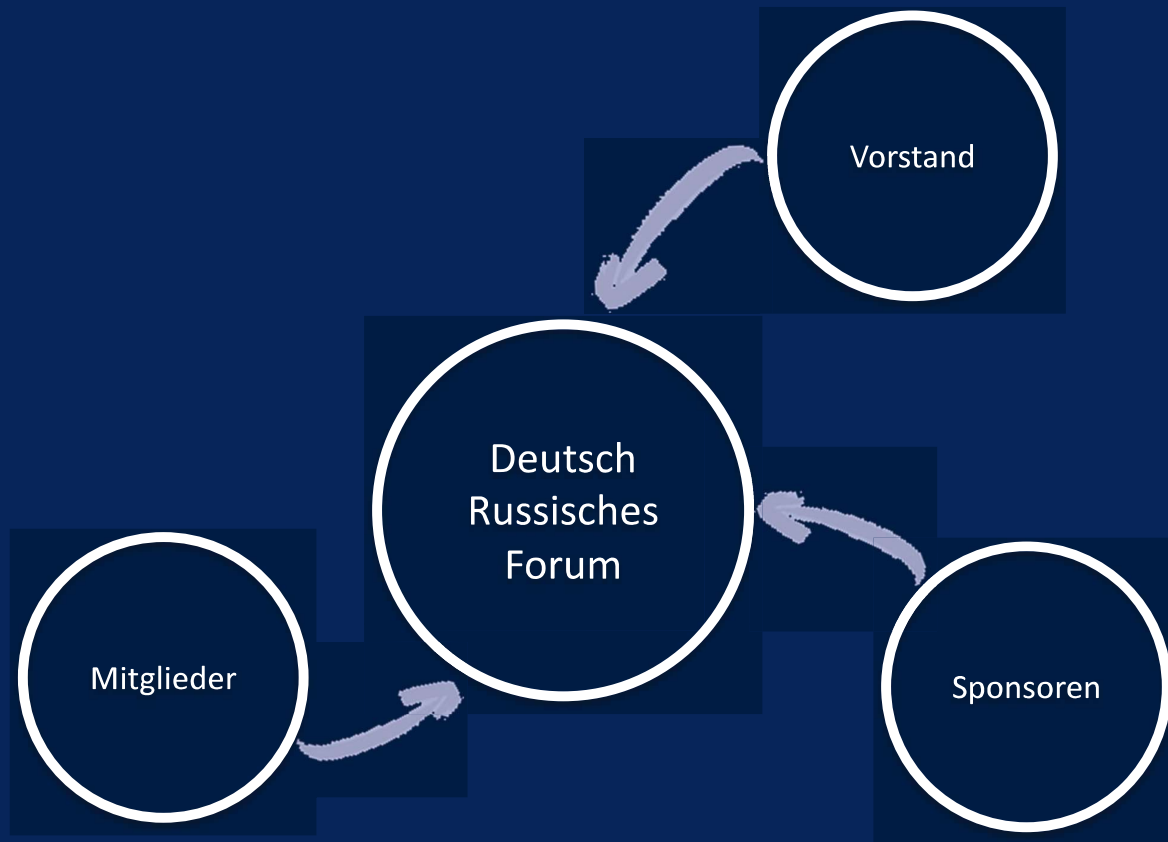 Vorstand
Deutsch
Russisches
Forum
Mitglieder
Sponsoren